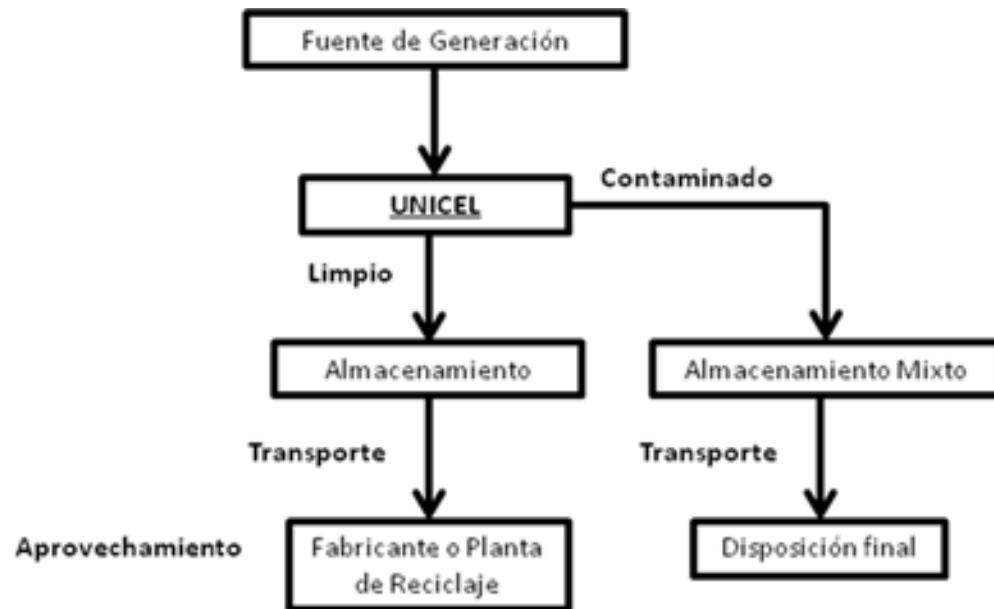 Fuente de Generación
Contaminado
UNICEL
Limpio
Almacenamiento
Almacenamiento Mixto
Transporte
Transporte
Aprovechamiento
Fabricante o Planta
de Reciclaje
Disposición final